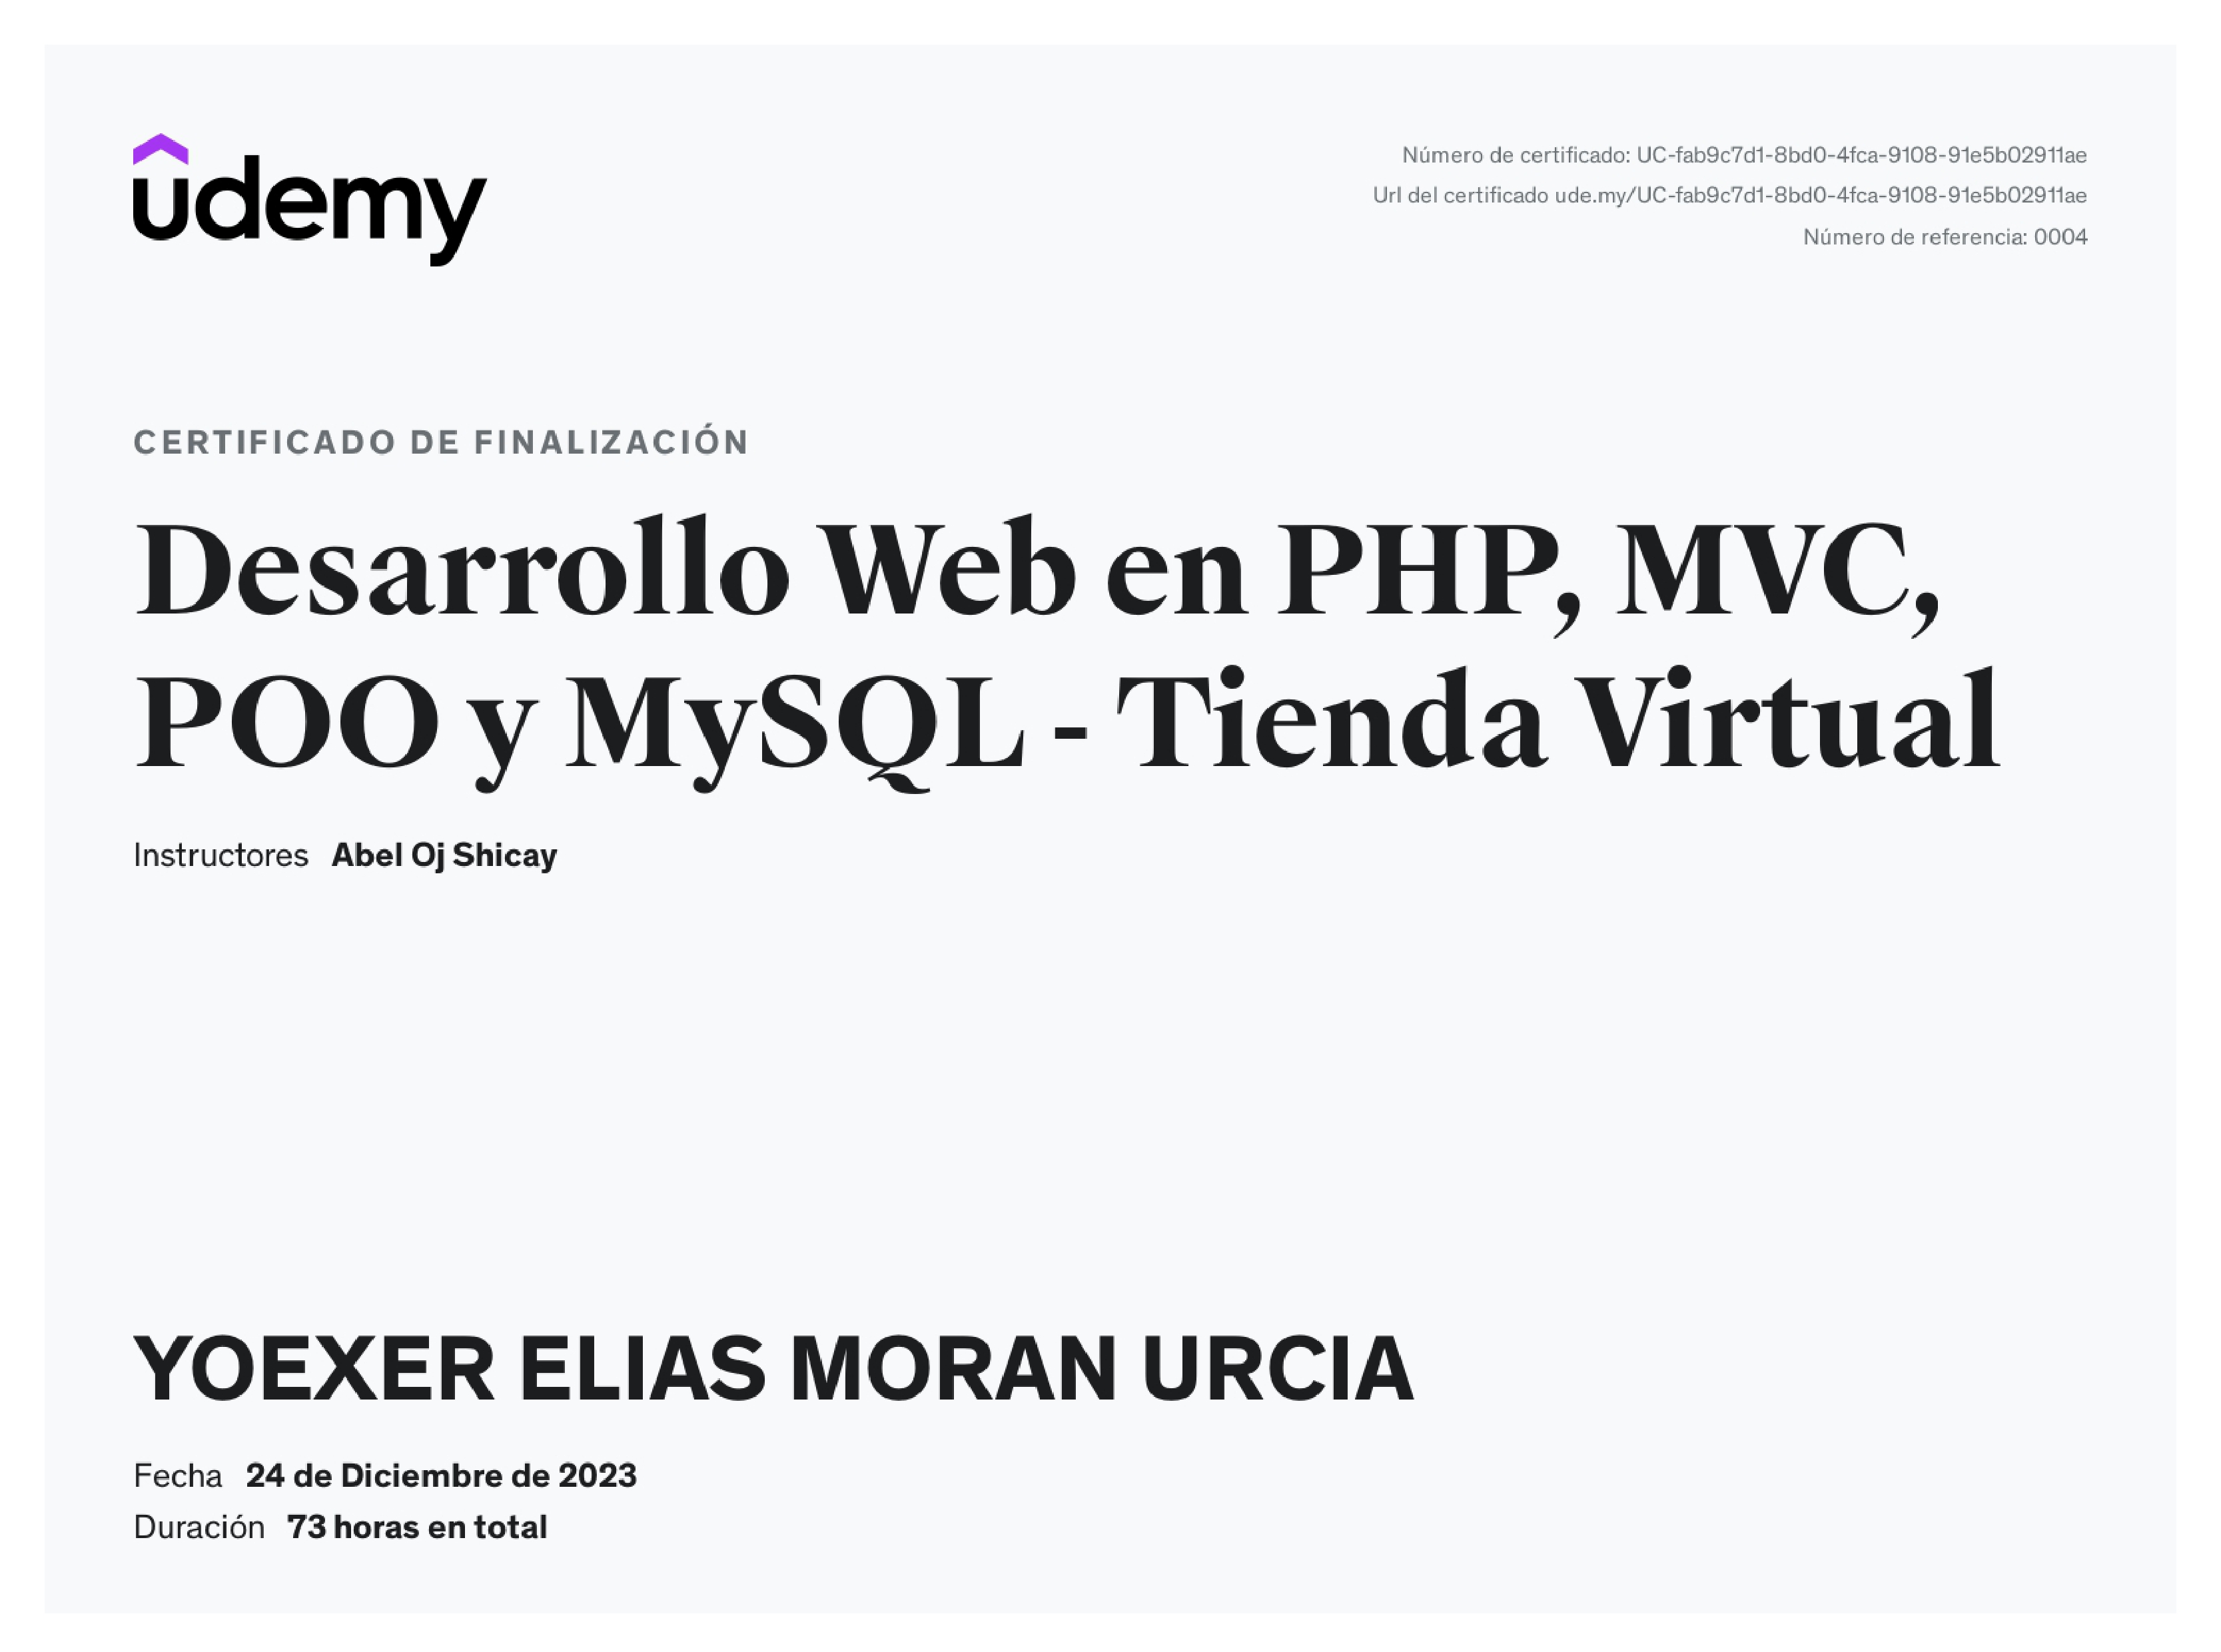 udemy
Número de certificado: UC-fab9c7d1-8bd0-4fca-9108-91e5b02911ae
Url del certificado ude.my/UC-fab9c7d1-8bd0-4fca-9108-91e5b02911ae
Número de referencia: 0004
CERTIFICADO DE FINALIZACIÓN
Desarrollo Web en PHP, MVC,
POO y MySQL - Tienda Virtual
Instructores Abel Oj Shicay
YOEXER ELIAS MORAN URCIA
Fecha 24 de Diciembre de 2023
Duración 73 horas en total